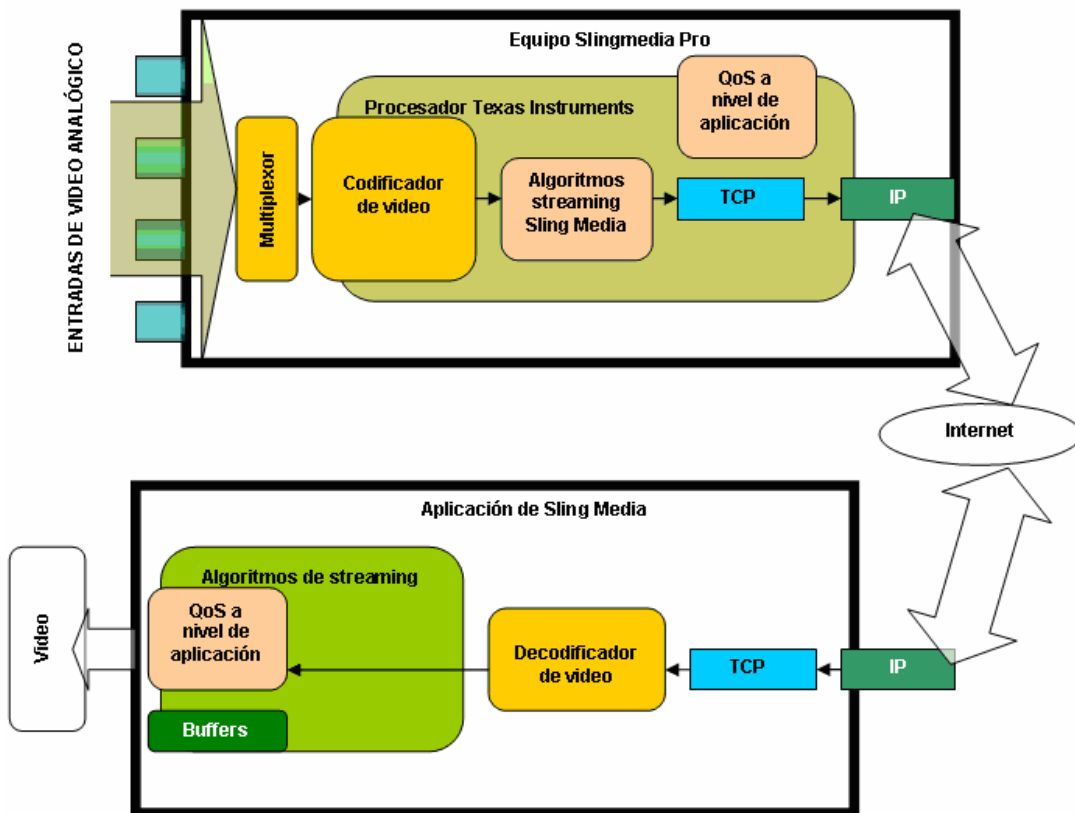 Equipo Slingmedia Pro
ENTRADAS DE VIDEO ANALÓGICO
Procesador Texas Instruments
QoS a
nivel de
aplicación
Multiplexor
Codificador
de video
Algoritmos
streaming
Sling Media
TCP
IP
Internet
Aplicación de Sling Media
Video
Algoritmos de streaming
QoS a
nivel de
aplicación
Buffers
Decodificador
de video
TCP
IP